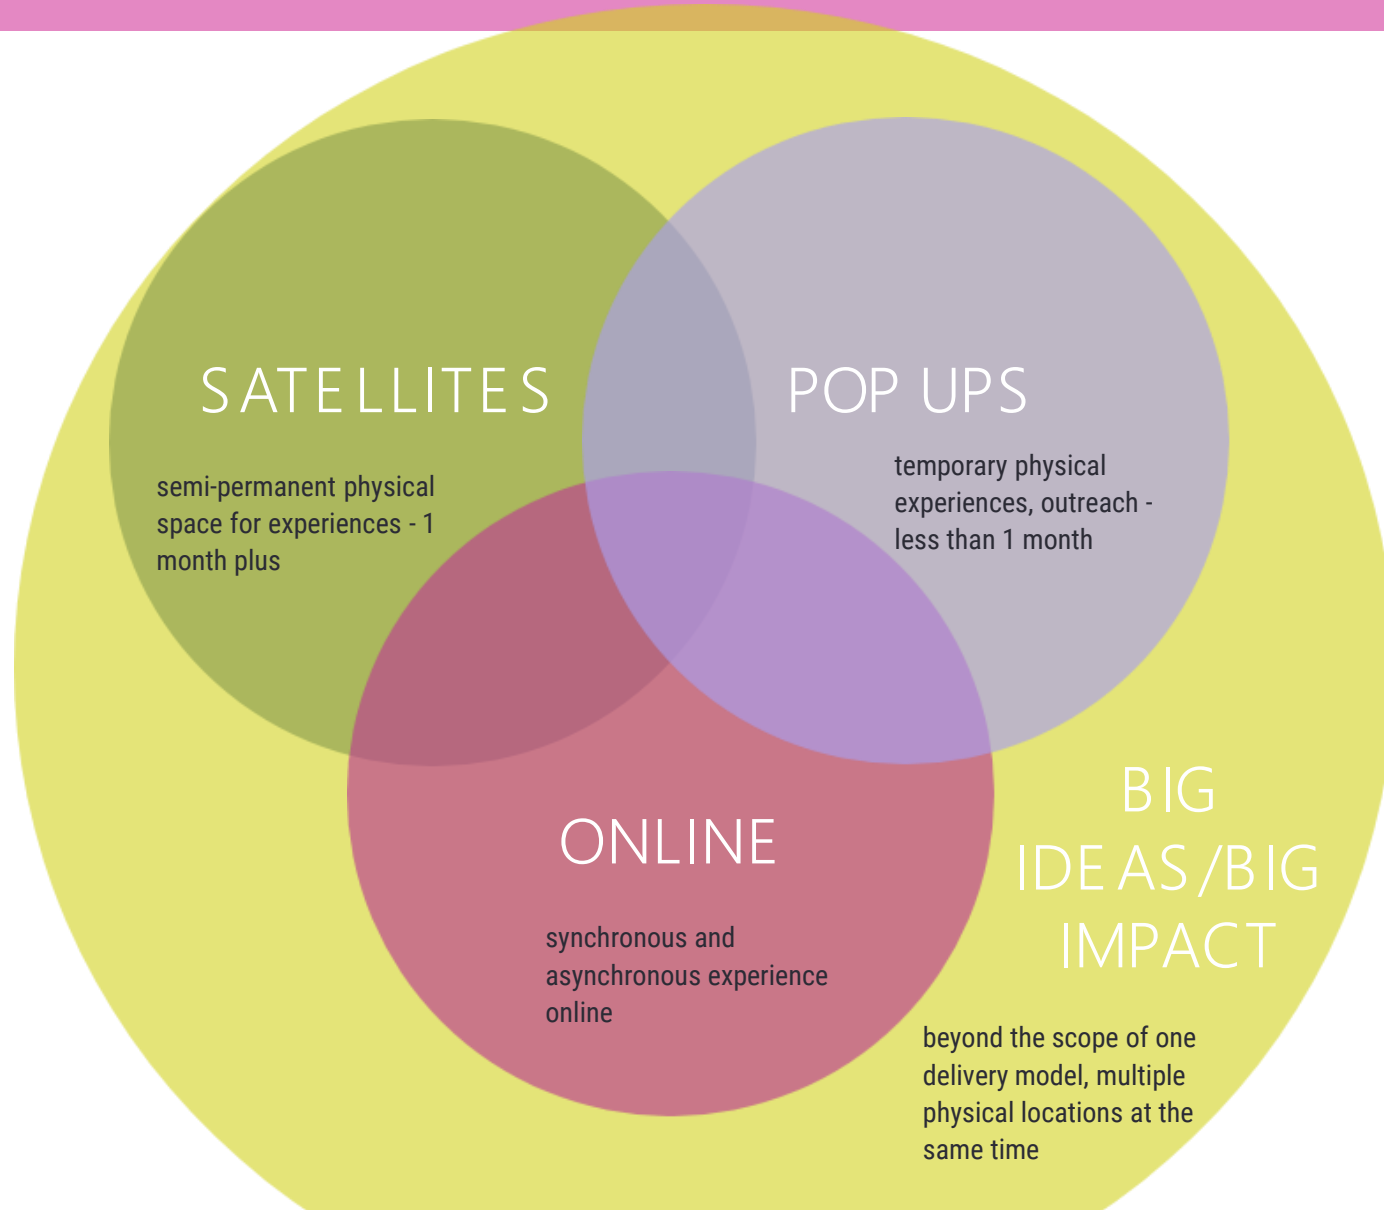 SATELLITES
semi-permanent physical
space for experiences - 1
month plus
POP UPS
temporary physical
experiences, outreach -
less than 1 month
ONLINE
synchronous and
asynchronous experience
online
BIG
IDEAS/BIG
IMPACT
beyond the scope of one
delivery model, multiple
physical locations at the
same time